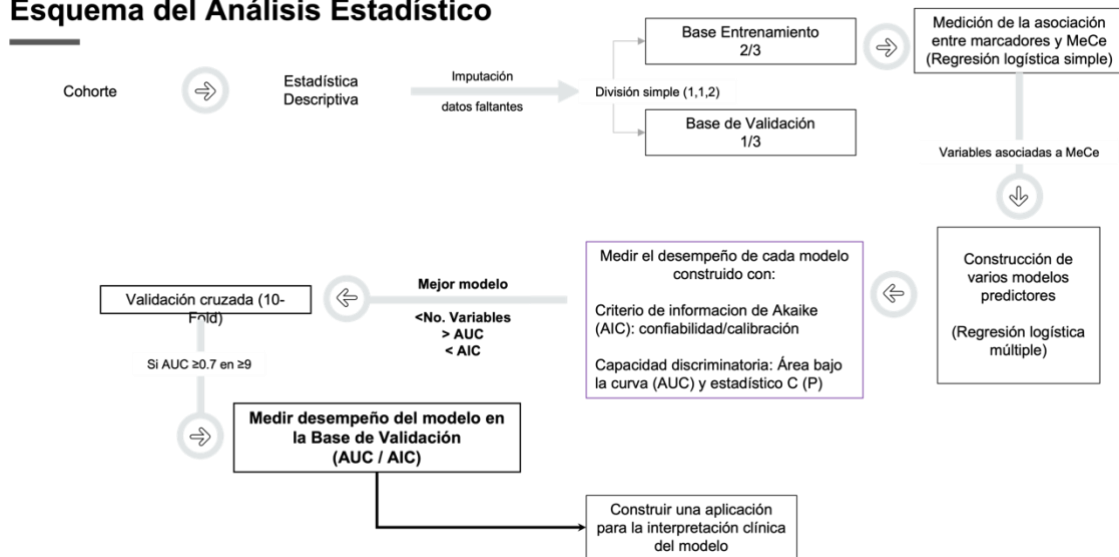 Esquema del Análisis Estadístico
Cohorte
Estadística
Descriptiva
Imputación
datos faltantes
División simple (1,1,2)
Base Entrenamiento
2/3
Base de Validación
1/3
Medición de la asociación
entre marcadores y MeCe
(Regresión logística simple)
Variables asociadas a MeCe
Construcción de
varios modelos
predictores
(Regresión logística
múltiple)
Medir el desempeño de cada modelo
construido con:
Criterio de informacion de Akaike
(AIC): confiabilidad/calibración
Capacidad discriminatoria: Área bajo
la curva (AUC) y estadístico C (P)
Mejor modelo
<No. Variables
> AUC
< AIC
Validación cruzada (10-
Fold)
Si AUC ≥0.7 en ≥9
Medir desempeño del modelo en
la Base de Validación
(AUC / AIC)
Construir una aplicación
para la interpretación clínica
del modelo